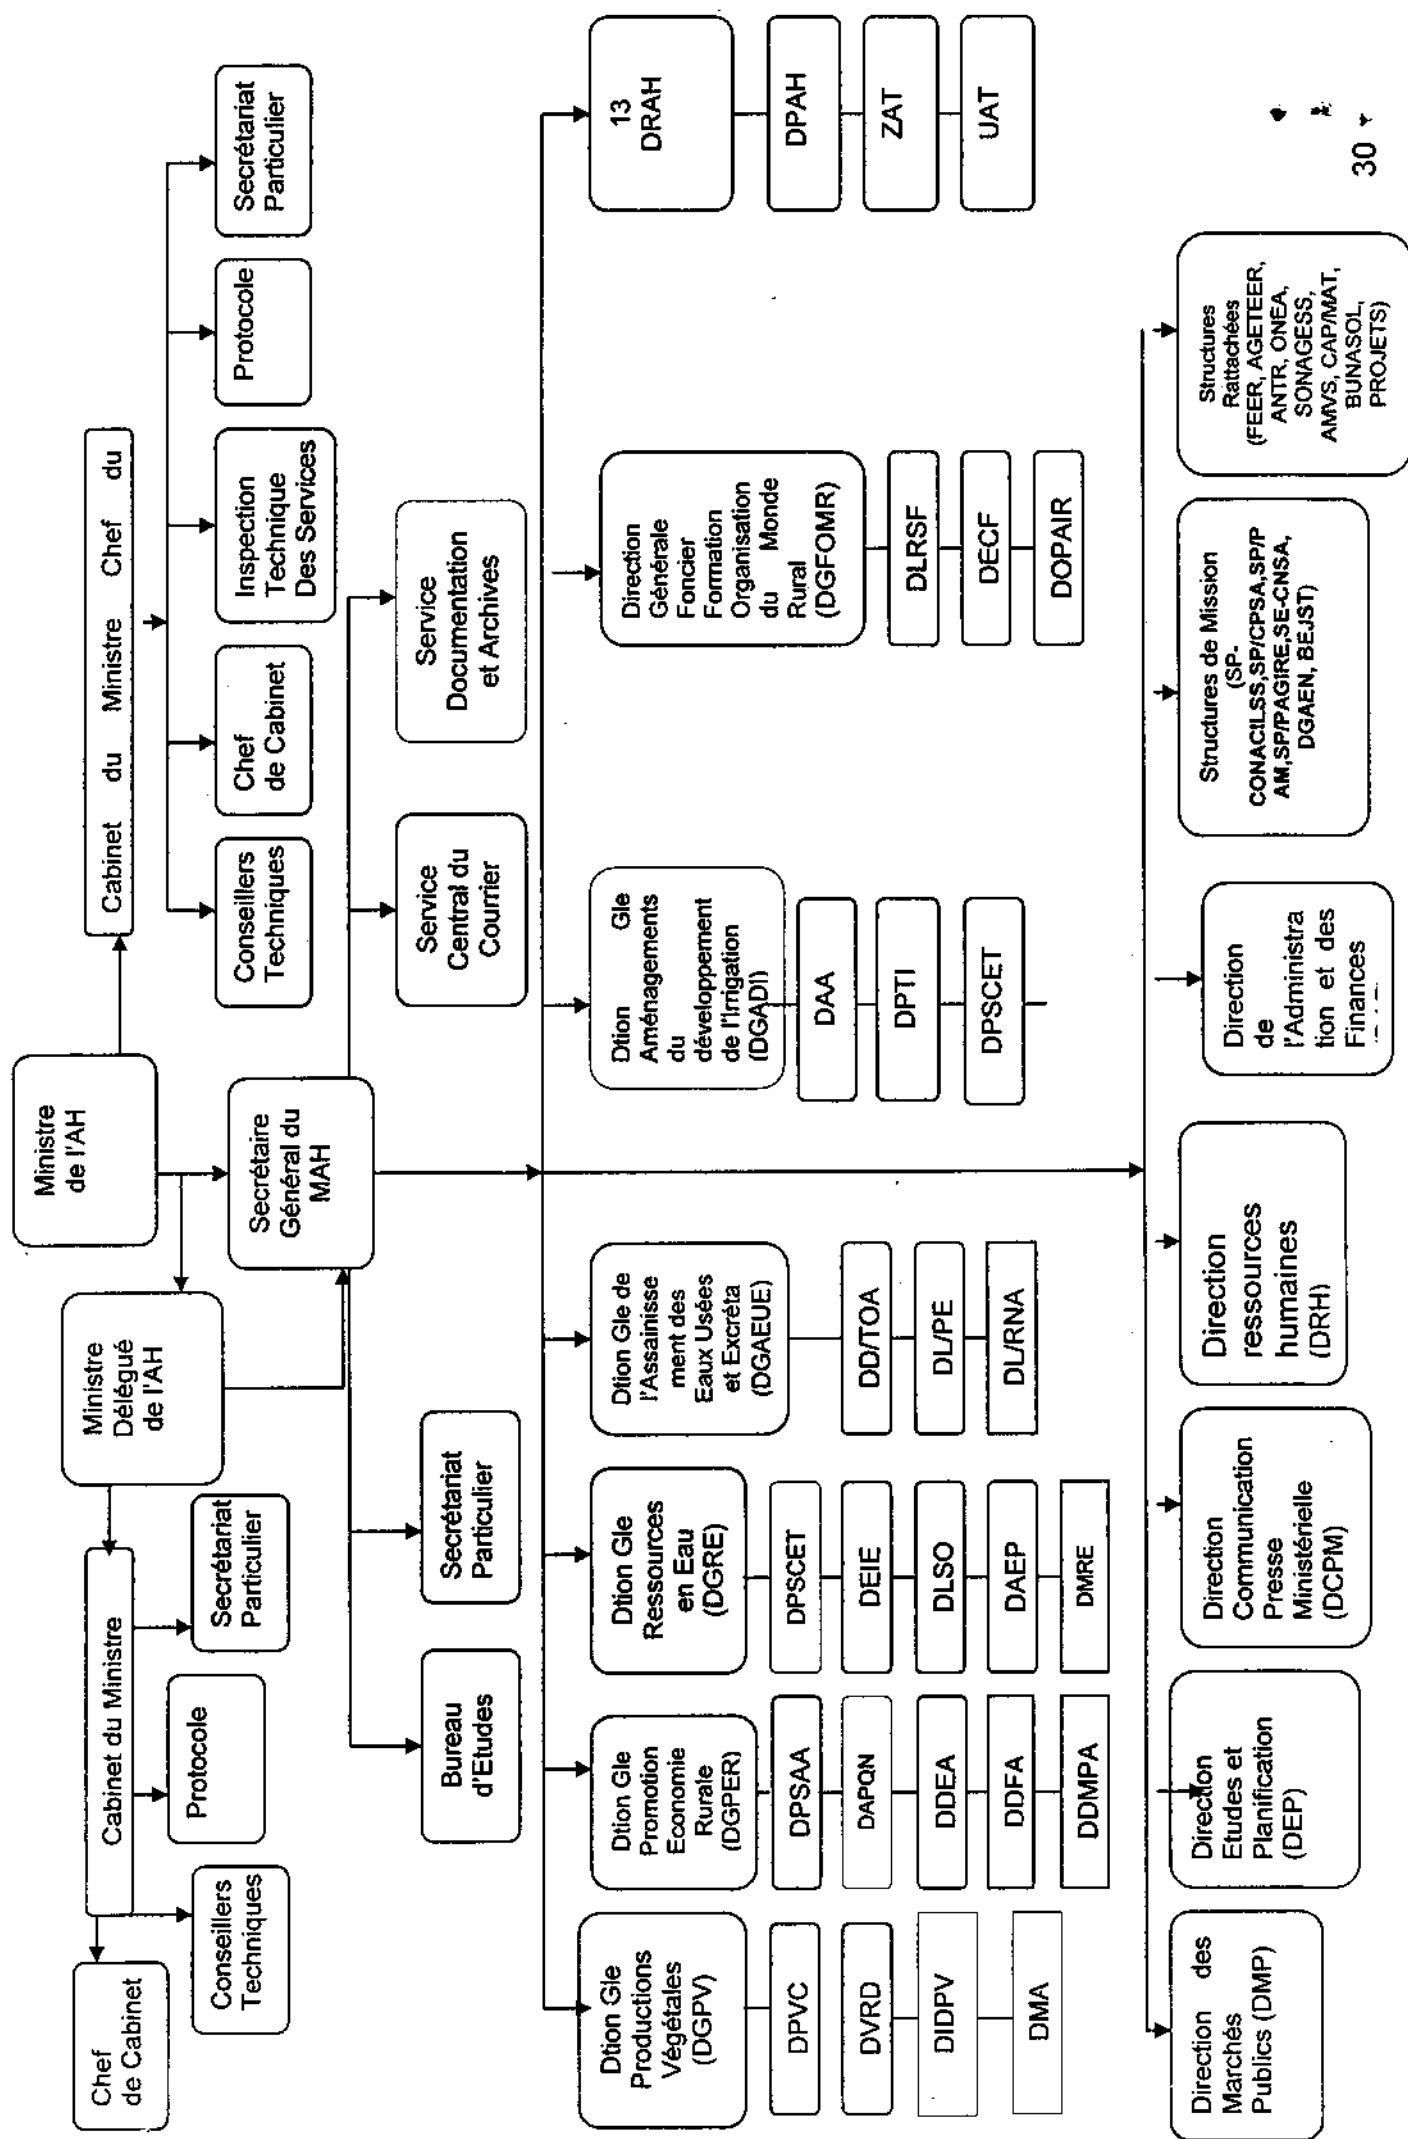 Ministre
de l'AH
Cabinet du Ministre Chef du
Conseillers
Techniques
Chef
de Cabinet
Inspection
Technique
Des Services
Protocole
Secrétariat
Particulier
Ministre
Délégué
de l'AH
Cabinet du Ministre
Chef
de Cabinet
Conseillers
Techniques
Protocole
Secrétariat
Particulier
Secrétaire
Général du
MAH
Bureau
d'Etudes
Secrétariat
Particulier
Service
Central du
Courrier
Service
Documentation
et Archives
Dtion Gle
Productions
Végétales
(DGPV)
DPVC
DVRD
DIDPV
DMA
Dtion Gle
Promotion
Economie
Rurale
(DGPER)
DPSAA
DAPQN
DDEA
DDFA
DDMPA
Dtion Gle
Ressources
en Eau
(DGRE)
DPSCET
DEIE
DLSO
DAEP
DMRE
Dtion Gle de
l'Assainisse
ment des
Eaux Usées
et Excréta
(DGAEUE)
DD/TOA
DL/PE
DL/RNA
Dtion Gle
Aménagements
du
développement
de l'Irrigation
(DGADI)
DAA
DPTI
DPSCET
Direction
Générale
Foncier
Formation
Organisation
du Monde
Rural
(DGFOMR)
DLRSF
DECF
DOPAIR
13
DRAH
DPAH
ZAT
UAT
Direction des
Marchés
Publics (DMP)
Direction
Etudes et
Planification
(DEP)
Direction
Communication
Presse
Ministérielle
(DCPM)
Direction
ressources
humaines
(DRH)
Direction
de
l'Administra
tion et des
Finances
Structures de Mission
(SP-
CONACILSS,SP/CPSA,SP/P
AM,SP/PAGIRE,SE-CNSA,
DGAEN, BEJST)
Structures
Rattachées
(FEER, AGETEER,
ANTR, ONEA,
SONAGESS,
AMVS, CAP/MAT,
BUNASOL,
PROJETS)
30